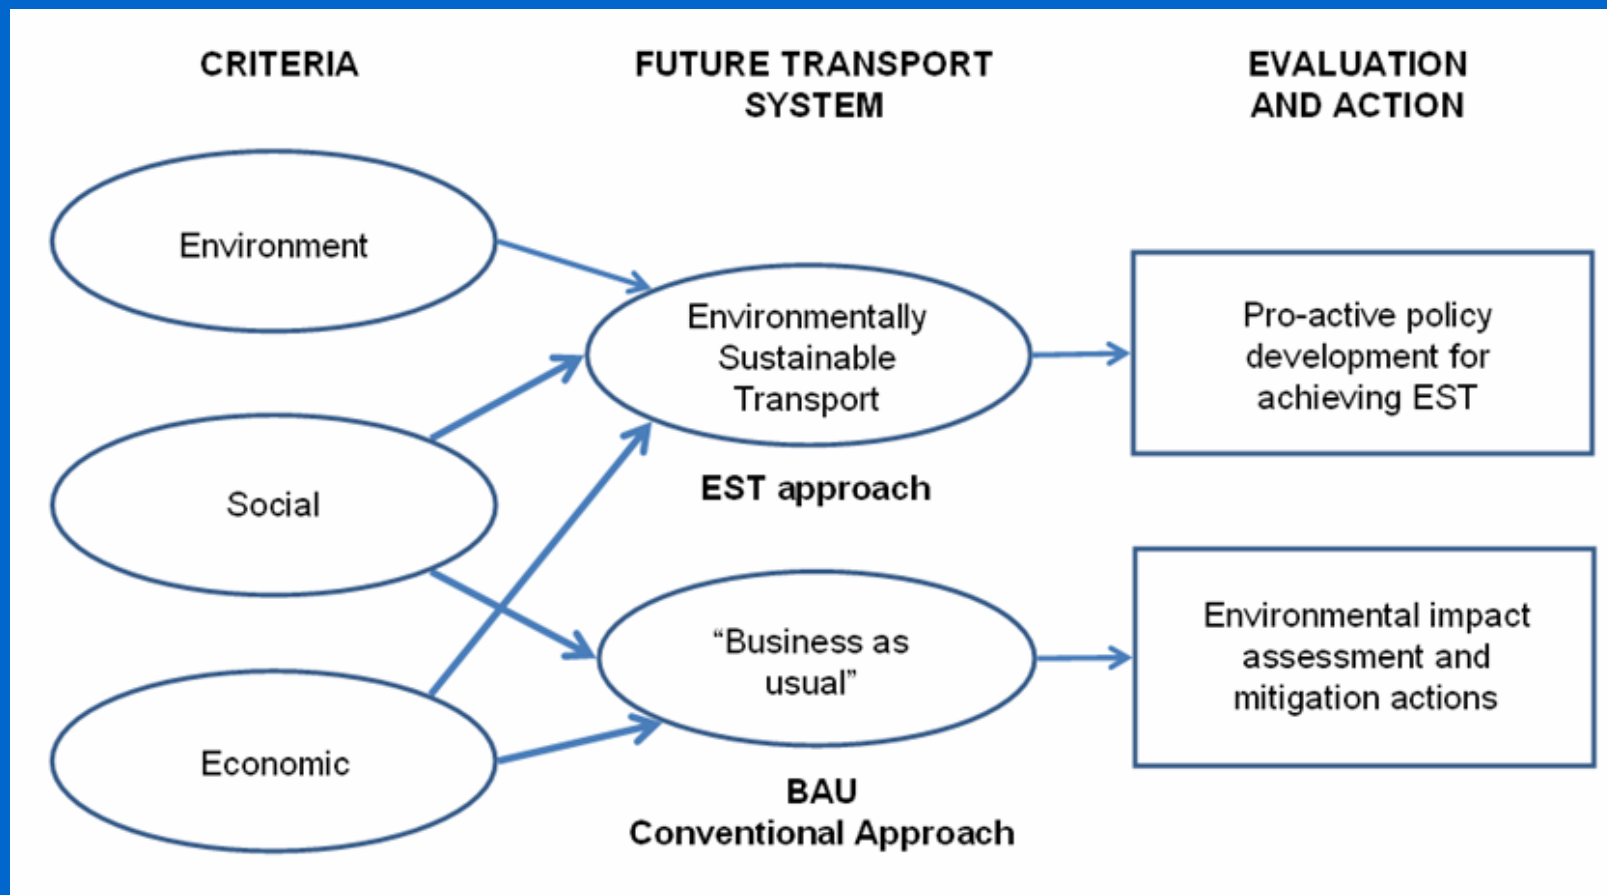 CRITERIA
FUTURE TRANSPORT
SYSTEM
EVALUATION
AND ACTION
Environment
Social
Economic
Environmentally
Sustainable
Transport
EST approach
“Business as
usual”
BAU
Conventional Approach
Pro-active policy
development for
achieving EST
Environmental impact
assessment and
mitigation actions